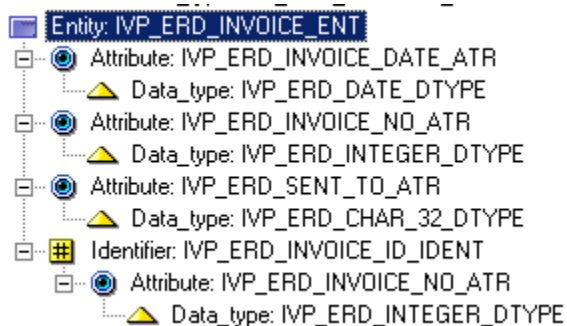 Entity: IVP_ERD_INVOICE_ENT
Attribute: IVP_ERD_INVOICE_DATE_ATR
Data_type: IVP_ERD_DATE_DTYPE
Attribute: IVP_ERD_INVOICE_NO_ATR
Data_type: IVP_ERD_INTEGER_DTYPE
Attribute: IVP_ERD_SENT_TO_ATR
Data_type: IVP_ERD_CHAR_32_DTYPE
Identifier: IVP_ERD_INVOICE_ID_IDENT
Attribute: IVP_ERD_INVOICE_NO_ATR
Data_type: IVP_ERD_INTEGER_DTYPE